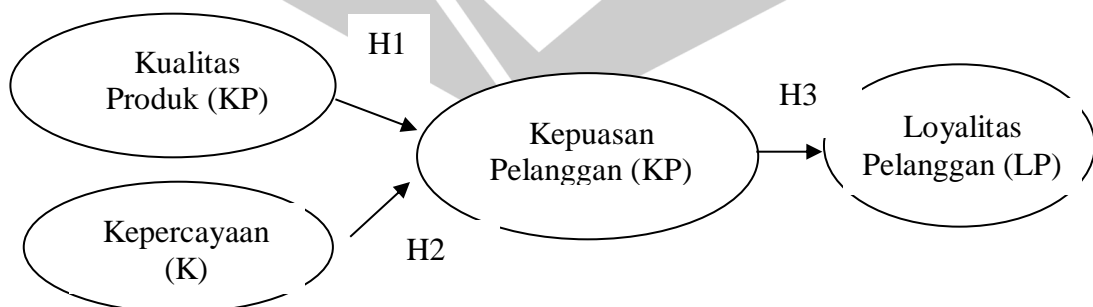 H1
Kualitas
Produk (KP)
H3
Kepuasan
Pelanggan (KP)
Loyalitas
Pelanggan (LP)
Kepercayaan
(K)
H2